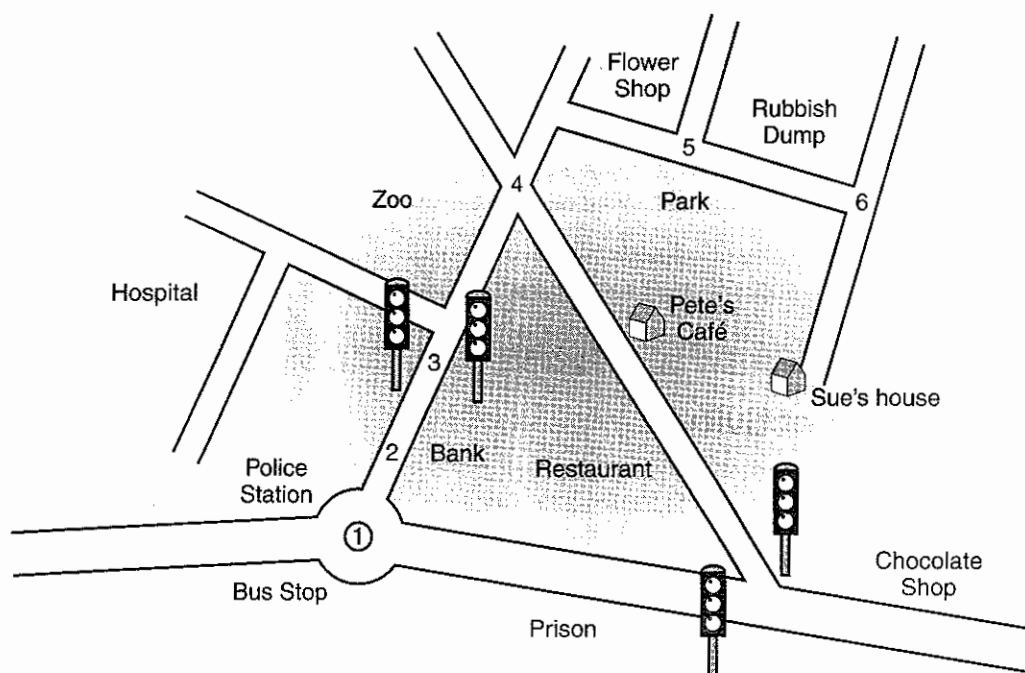 Flower
Shop
Rubbish
Dump
5
4
Zoo
Park
6
Hospital
Pete's
Café
3
Sue's house
2
Bank
Police
Station
Restaurant
1
Chocolate
Shop
Bus Stop
Prison